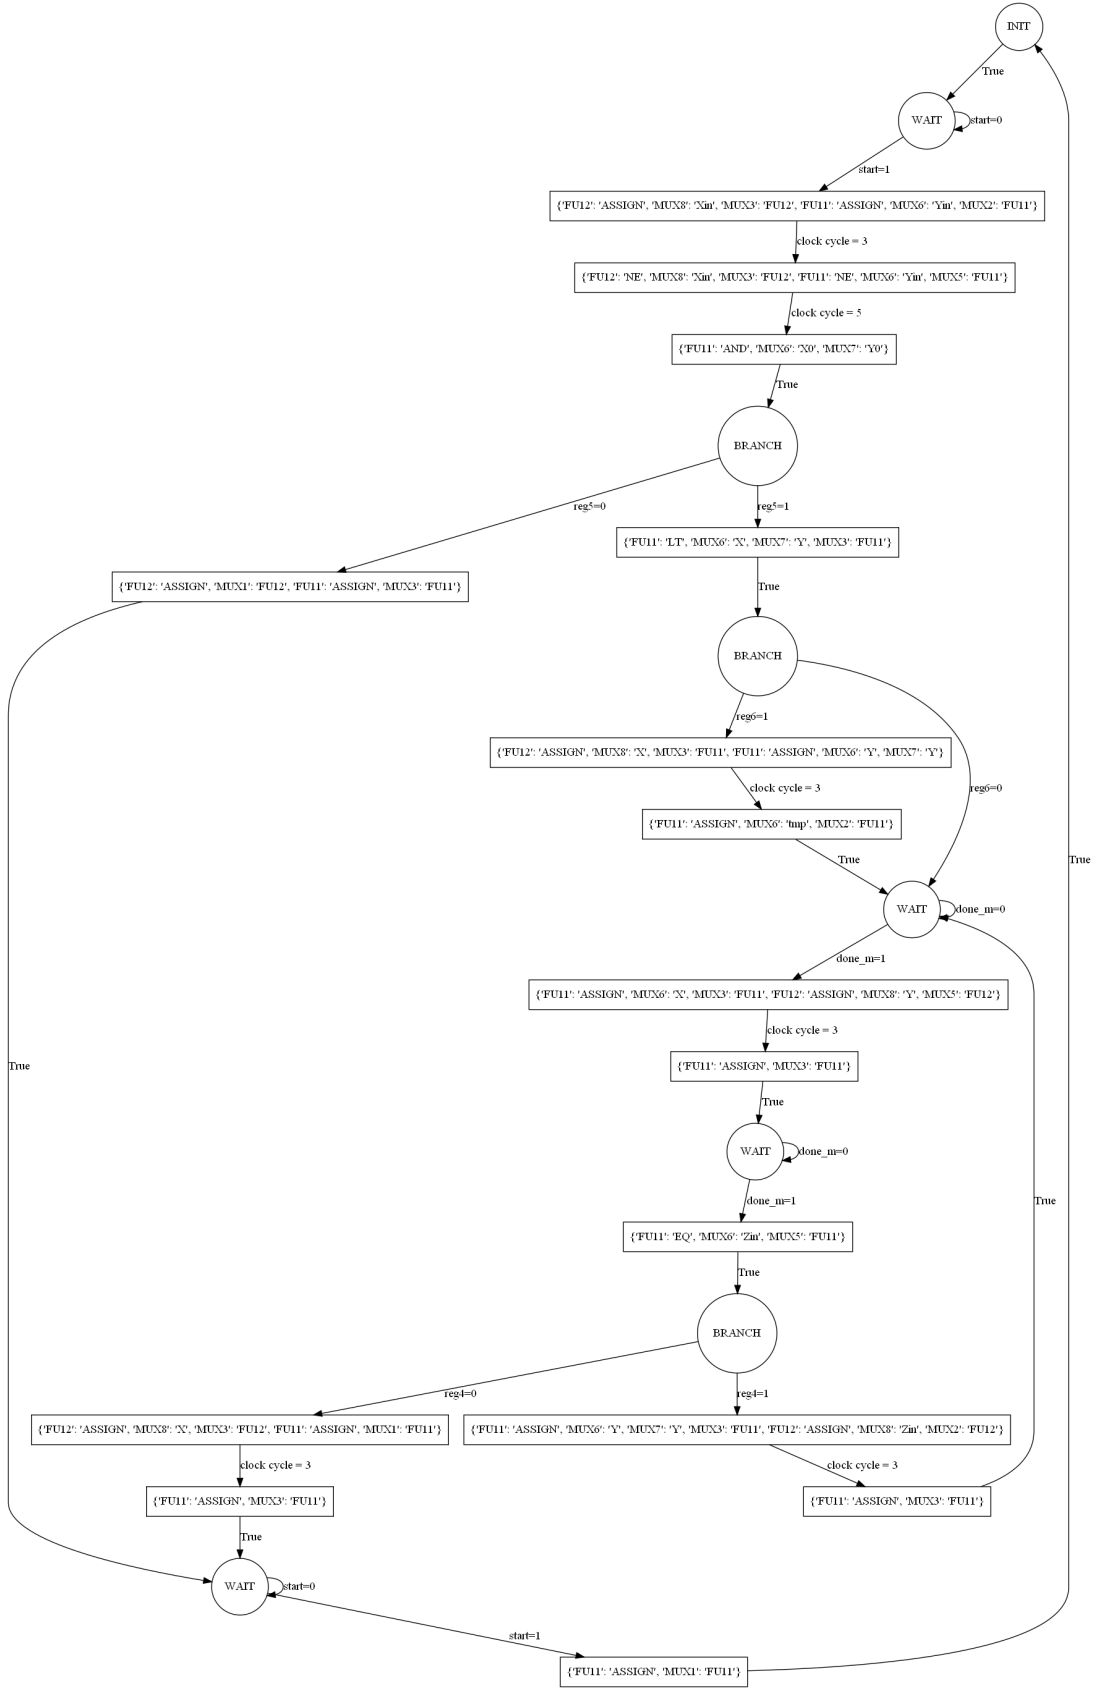 INIT
True
WAIT
start=0
start=1
{'FU12': 'ASSIGN', 'MUX8': 'Xin', 'MUX3': 'FU12', 'FU11': 'ASSIGN', 'MUX6': 'Yin', 'MUX2': 'FU11'}
clock cycle = 3
{'FU12': 'NE', 'MUX8': 'Xin', 'MUX3': 'FU12', 'FU11': 'NE', 'MUX6': 'Yin', 'MUX5': 'FU11'}
clock cycle = 5
{'FU11': 'AND', 'MUX6': 'X0', 'MUX7': 'Y0'}
True
BRANCH
reg5=0
reg5=1
{'FU11': 'LT', 'MUX6': 'X', 'MUX7': 'Y', 'MUX3': 'FU11'}
{'FU12': 'ASSIGN', 'MUX1': 'FU12', 'FU11': 'ASSIGN', 'MUX3': 'FU11'}
True
BRANCH
reg6=1
{'FU12': 'ASSIGN', 'MUX8': 'X', 'MUX3': 'FU11', 'FU11': 'ASSIGN', 'MUX6': 'Y', 'MUX7': 'Y'}
clock cycle = 3
reg6=0
{'FU11': 'ASSIGN', 'MUX6': 'tmp', 'MUX2': 'FU11'}
True
True
WAIT
done_m=0
done_m=1
{'FU11': 'ASSIGN', 'MUX6': 'X', 'MUX3': 'FU11', 'FU12': 'ASSIGN', 'MUX8': 'Y', 'MUX5': 'FU12'}
clock cycle = 3
True
{'FU11': 'ASSIGN', 'MUX3': 'FU11'}
True
WAIT
done_m=0
done_m=1
True
{'FU11': 'EQ', 'MUX6': 'Zin', 'MUX5': 'FU11'}
True
BRANCH
reg4=0
reg4=1
{'FU12': 'ASSIGN', 'MUX8': 'X', 'MUX3': 'FU12', 'FU11': 'ASSIGN', 'MUX1': 'FU11'}
{'FU11': 'ASSIGN', 'MUX6': 'Y', 'MUX7': 'Y', 'MUX3': 'FU11', 'FU12': 'ASSIGN', 'MUX8': 'Zin', 'MUX2': 'FU12'}
clock cycle = 3
clock cycle = 3
{'FU11': 'ASSIGN', 'MUX3': 'FU11'}
{'FU11': 'ASSIGN', 'MUX3': 'FU11'}
True
WAIT
start=0
start=1
{'FU11': 'ASSIGN', 'MUX1': 'FU11'}